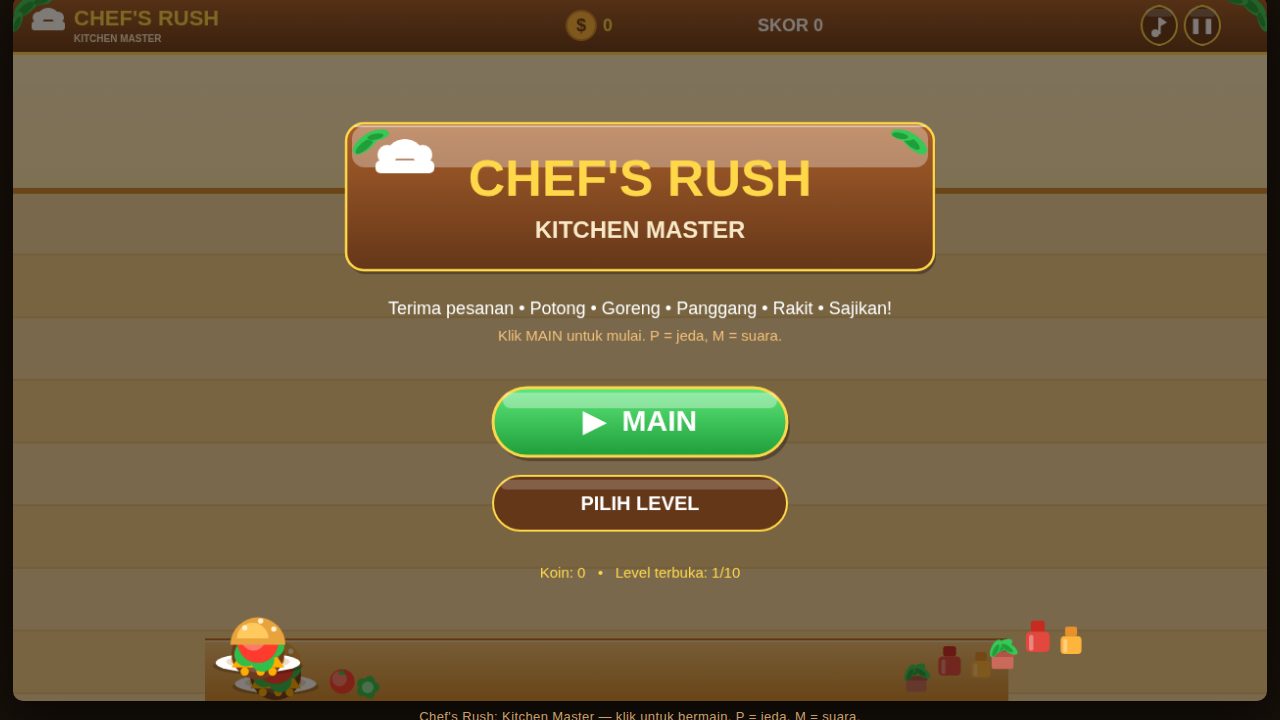 CHEF'S RUSH
KITCHEN MASTER
$ 0
SKOR 0
CHEF'S RUSH
KITCHEN MASTER
Terima pesanan • Potong • Goreng • Panggang • Rakit • Sajikan!
Klik MAIN untuk mulai. P = jeda, M = suara.
▶ MAIN
PILIH LEVEL
Koin: 0 • Level terbuka: 1/10
Chef's Rush: Kitchen Master — klik untuk bermain. P = jeda, M = suara.